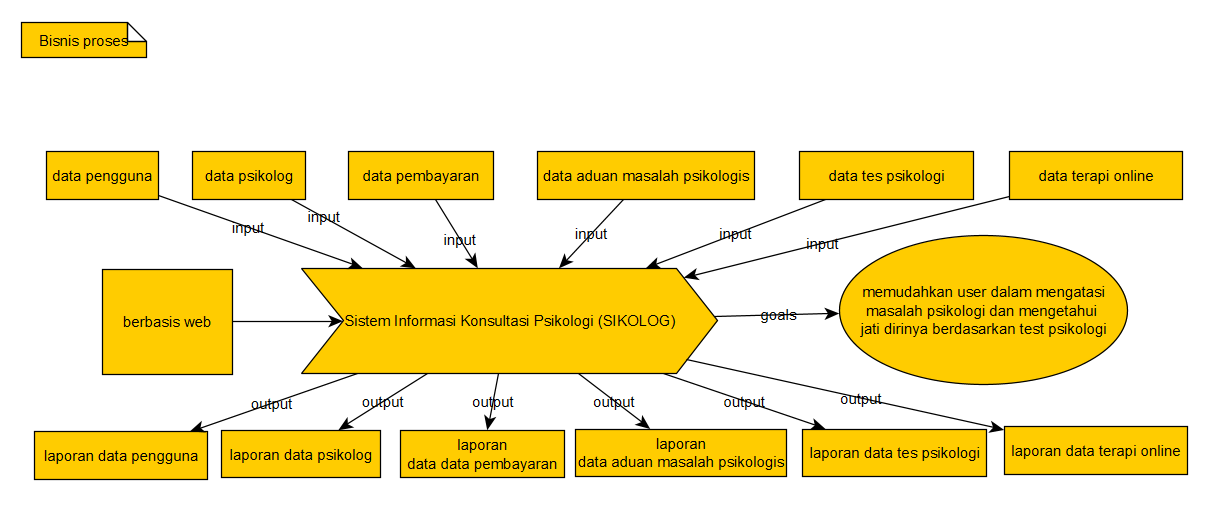 Bisnis proses
data pengguna
data psikolog
data pembayaran
data aduan masalah psikologis
data tes psikologi
data terapi online
input
input
input
input
input
input
berbasis web
Sistem Informasi Konsultasi Psikologi (SIKOLOG)
goals
memudahkan user dalam mengatasi
masalah psikologi dan mengetahui
jati dirinya berdasarkan test psikologi
output
output
output
output
output
output
laporan data pengguna
laporan data psikolog
laporan
data data pembayaran
laporan
data aduan masalah psikologis
laporan data tes psikologi
laporan data terapi online